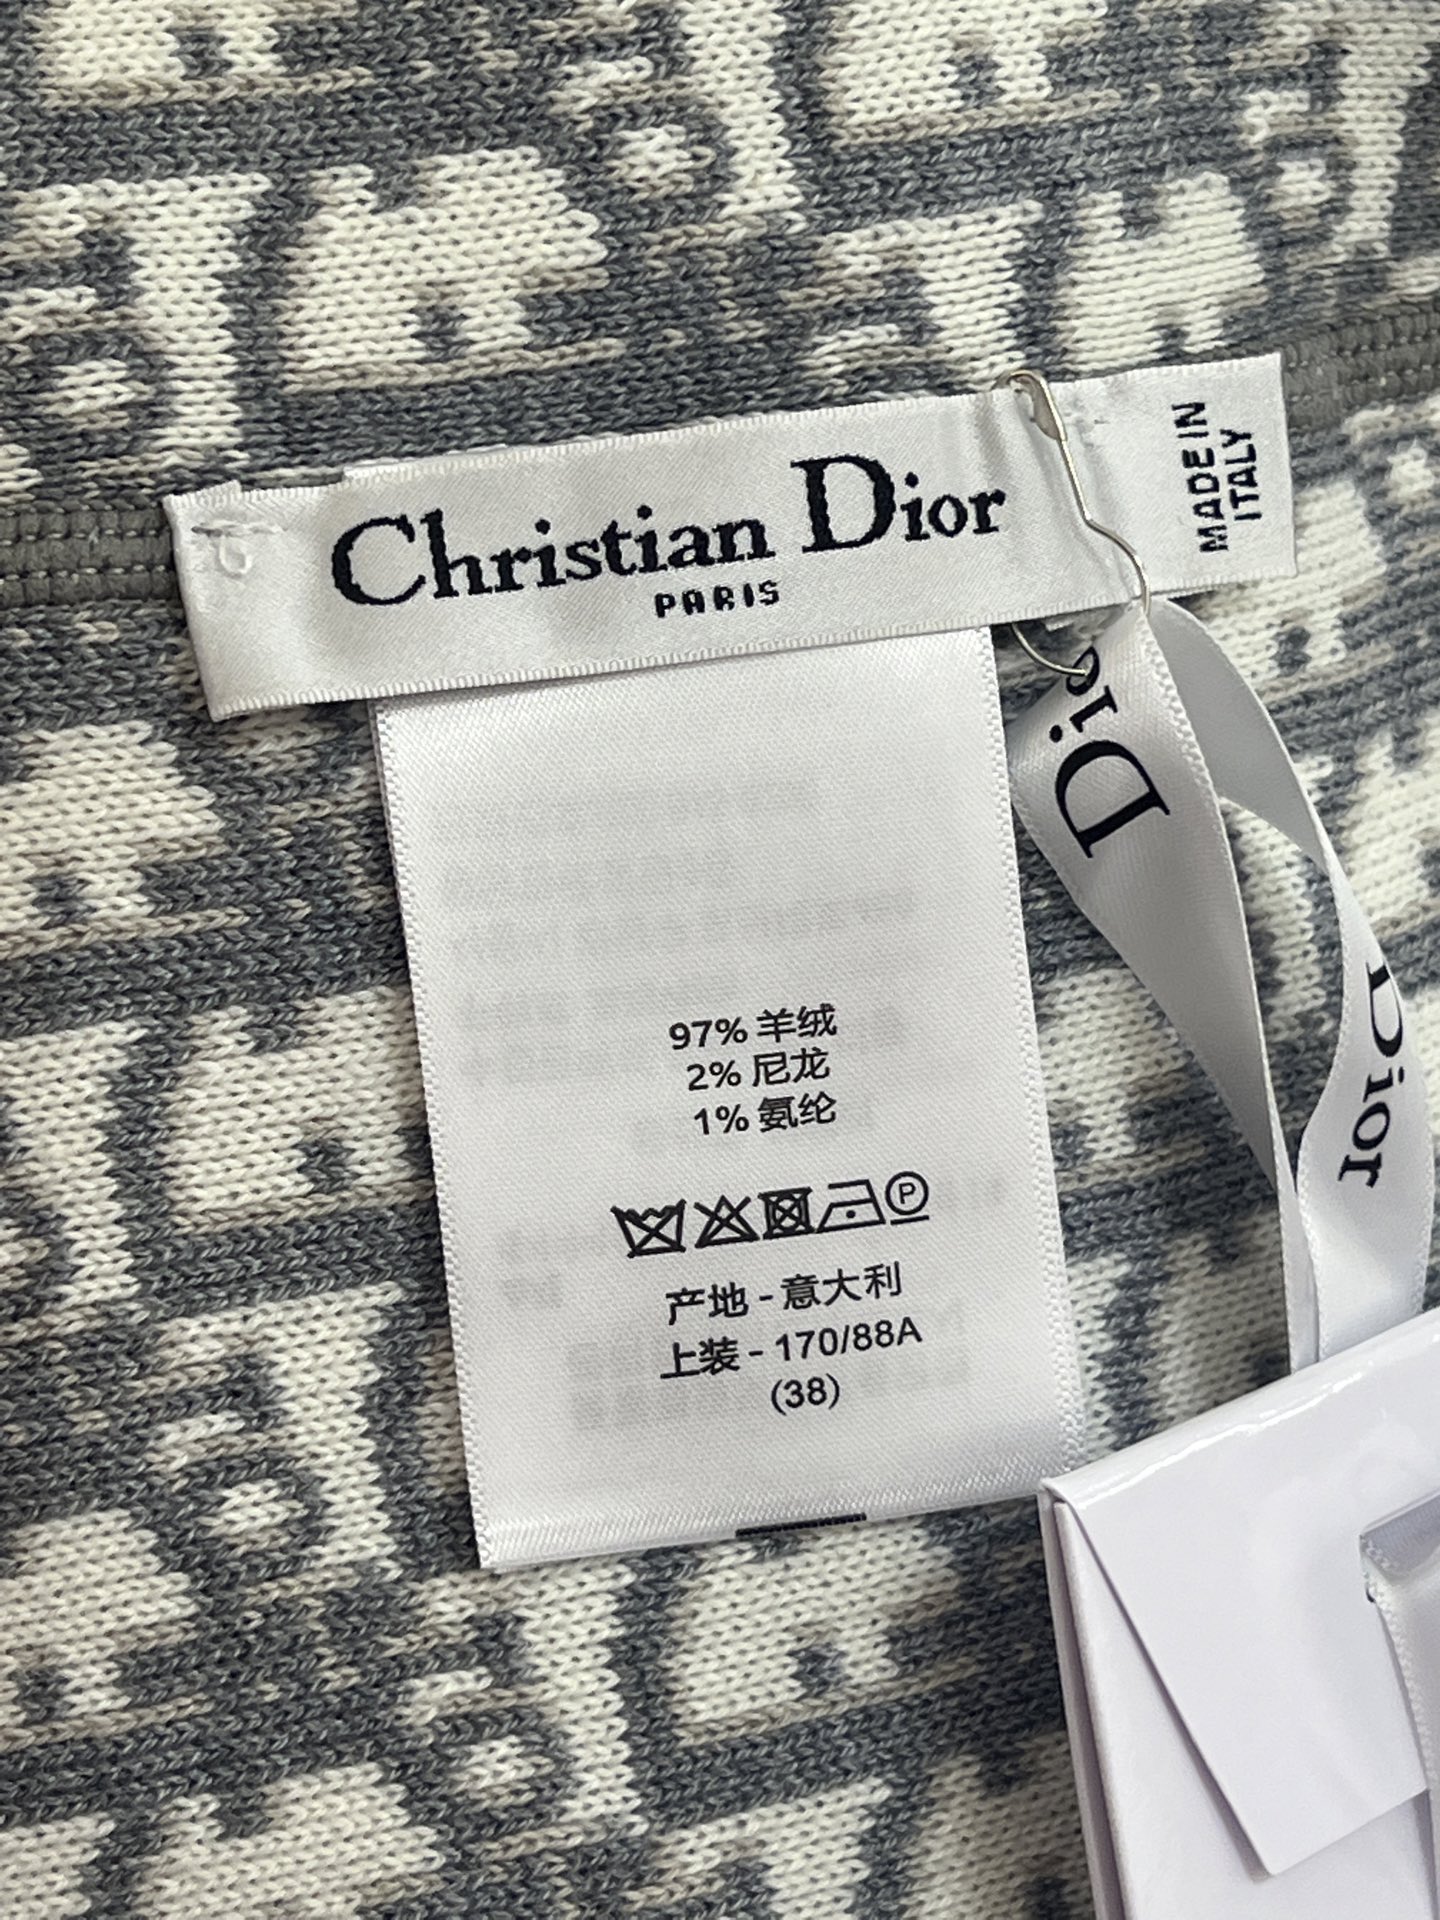 Christian Dior
PARIS
MADE IN
ITALY
Dio
Dior
97% 羊绒
2% 尼龙
1% 氨纶
P
产地 - 意大利
上装 - 170/88A
(38)